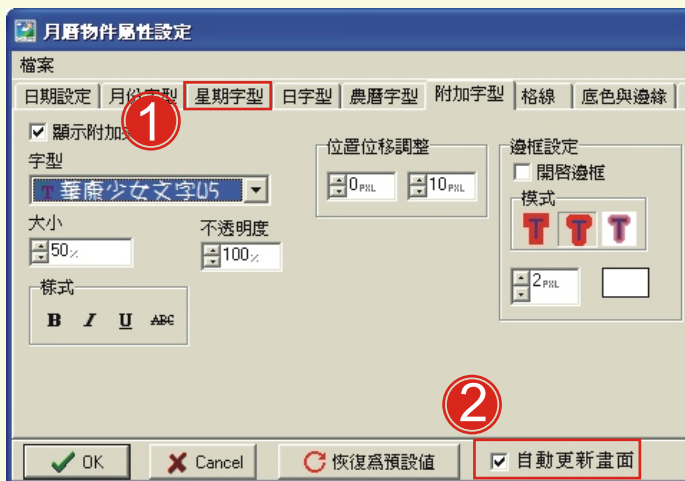 月曆物件屬性設定
檔案
日期設定 月份字型 星期字型 日字型 農曆字型 附加字型 格線 底色與邊緣
1
顯示附加
字型
T 華康少女文字05
大小
50%
不透明度
100%
樣式
B I U ABC
位置位移調整
0PXL 10PXL
邊框設定
開啓邊框
模式
T T T
2PXL
2
OK Cancel 恢復爲預設値 自動更新畫面